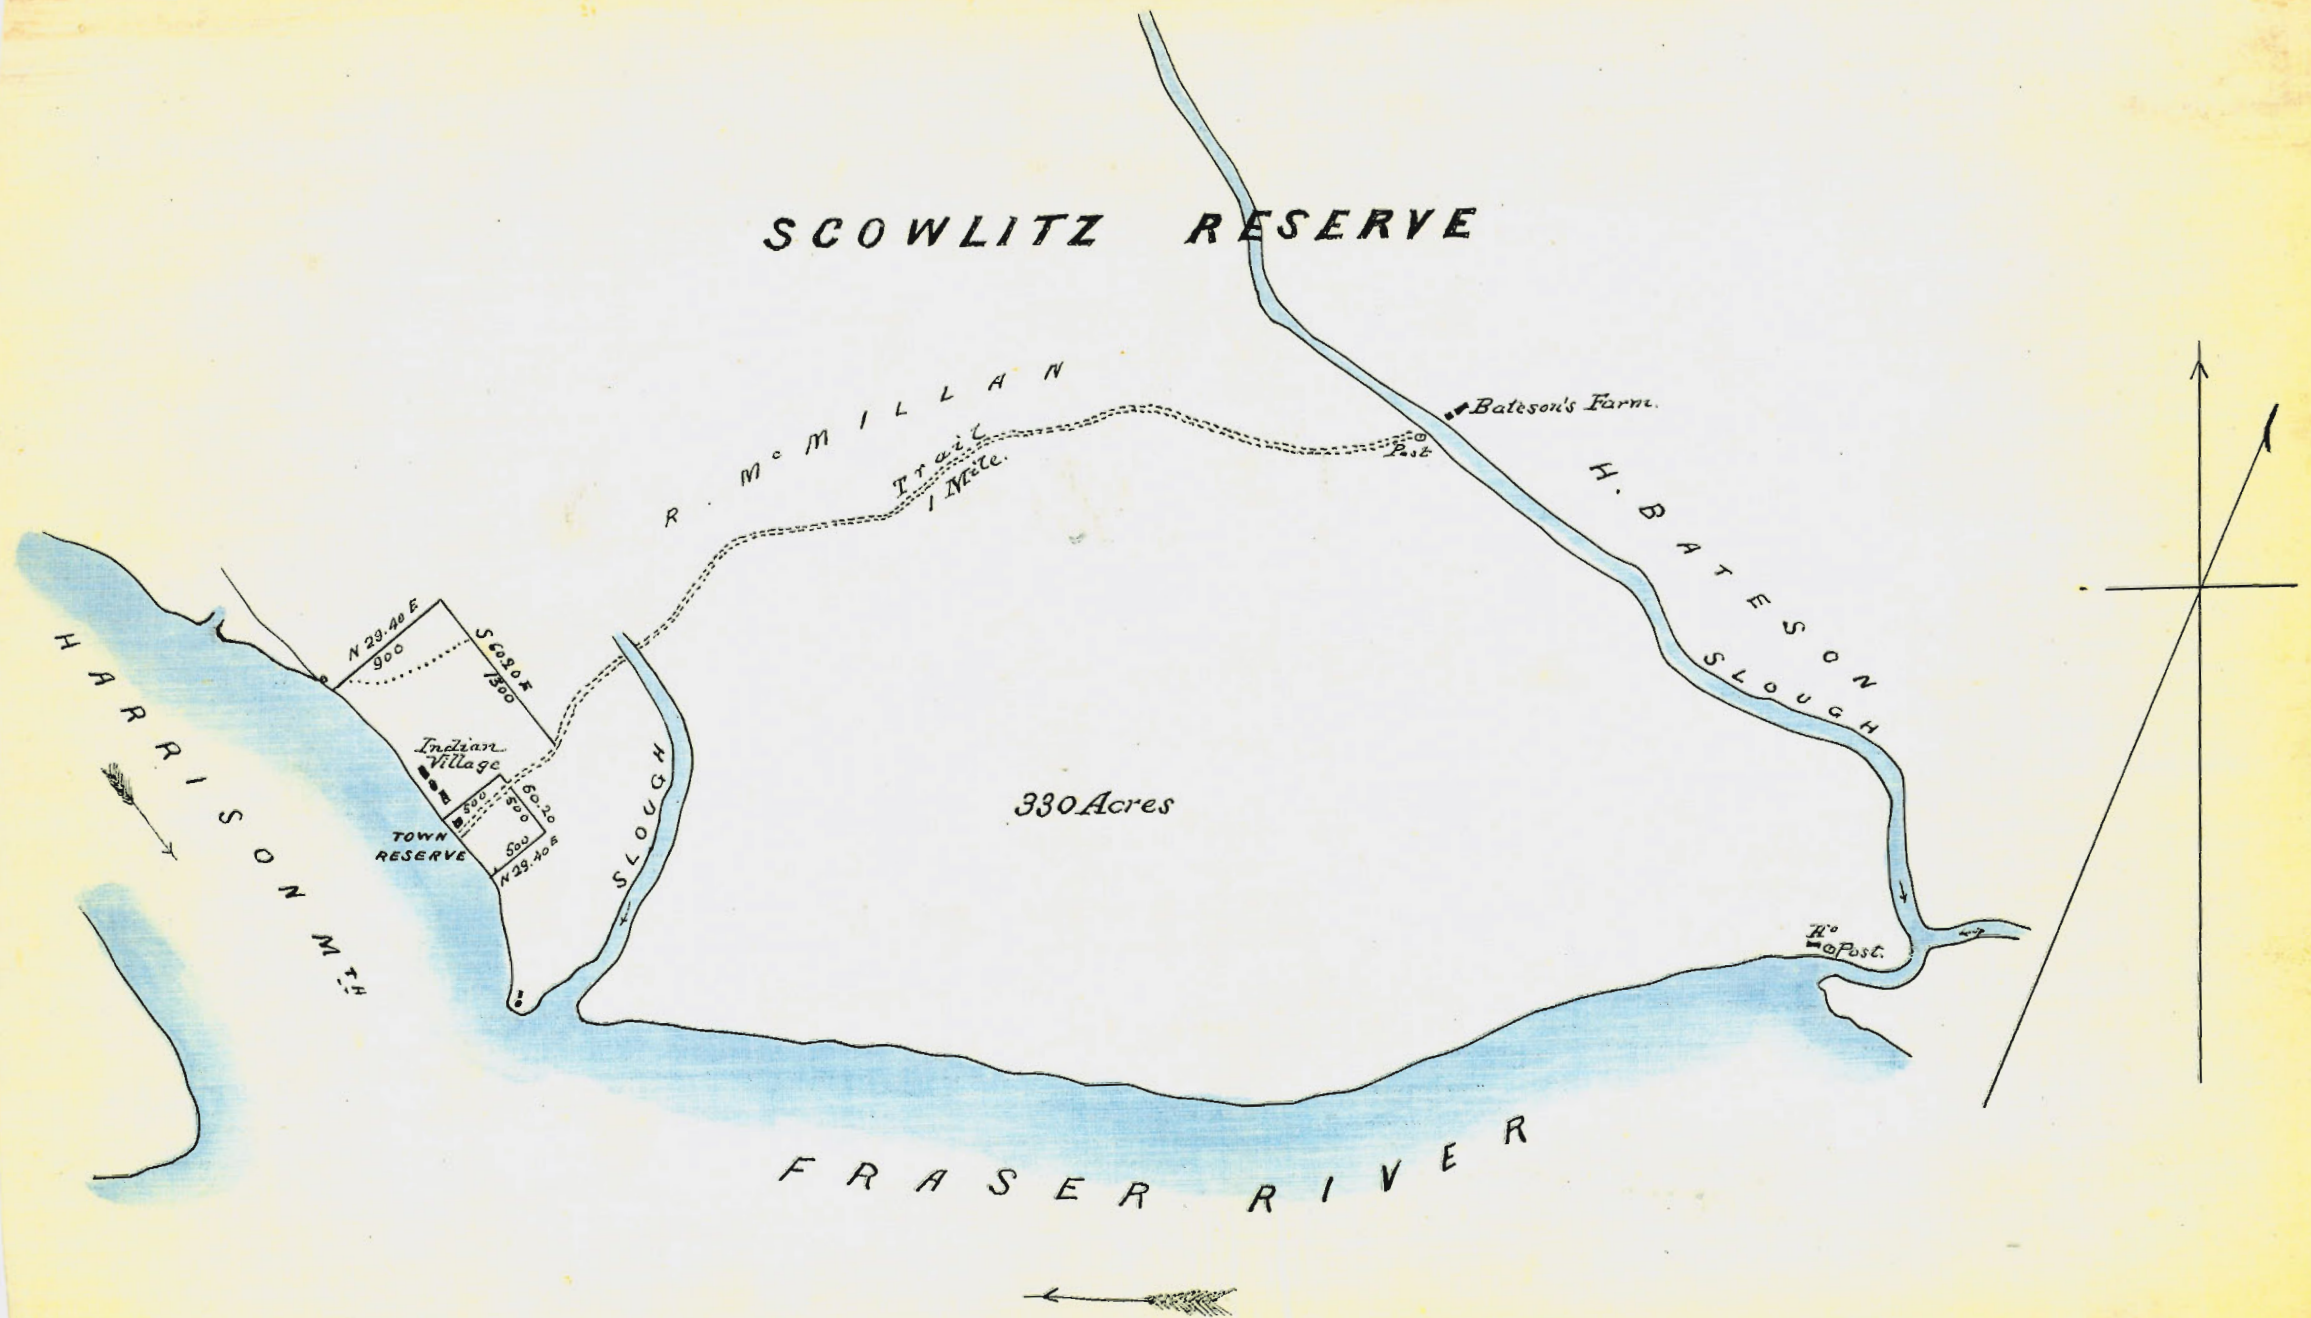 SCOWLITZ RESERVE
R. McMILLAN
Trail
1 Mile.
Bateson's Farm.
Post
H. BATESON
SLOUGH
N 29.40 E
900
S 60.20 E
1300
Indian
Village
500
500
60.20
500
N 29.40 E
TOWN
RESERVE
SLOUGH
HARRISON MTH
330 Acres
Ho
Post.
FRASER RIVER